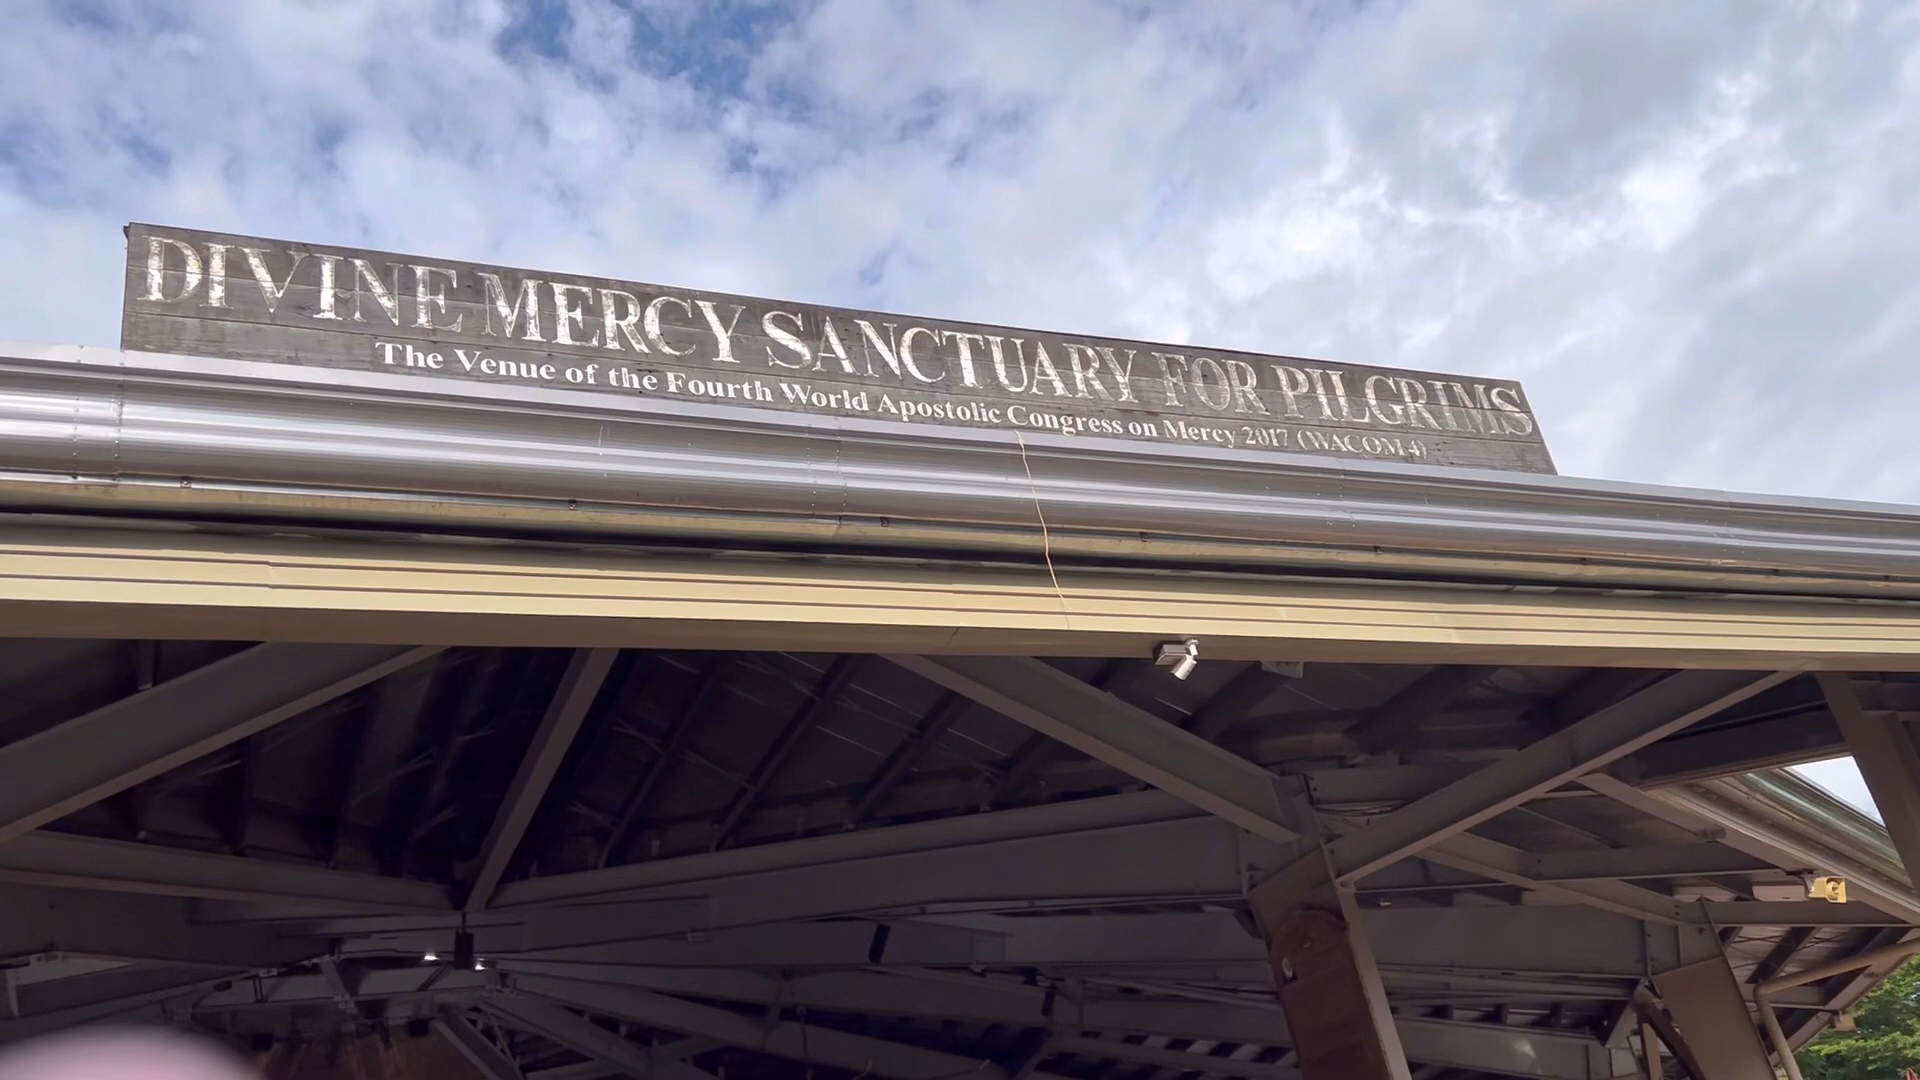 DIVINE MERCY SANCTUARY FOR PILGRIMS
The Venue of the Fourth World Apostolic Congress on Mercy 2017 (WACOM 4)